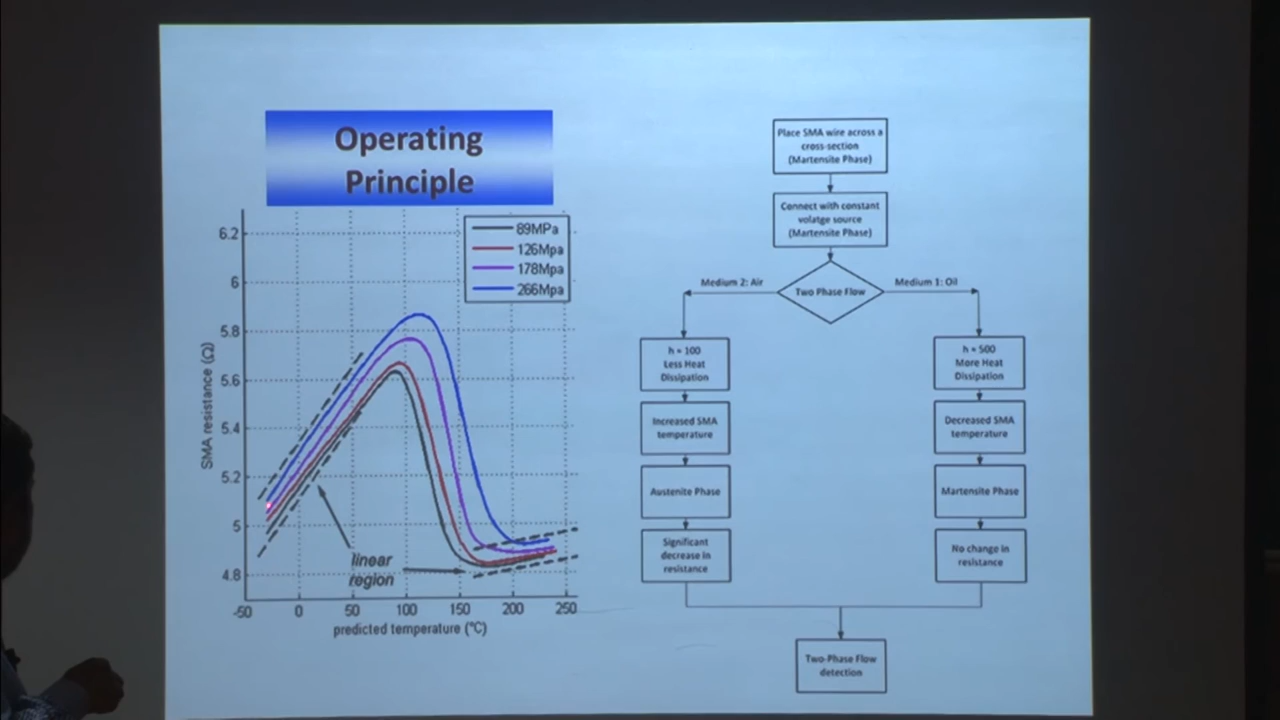 Operating
Principle
6.2
6
5.8
5.6
5.4
5.2
5
4.8
SMA resistance (Ω)
-50
0
50
100
150
200
250
predicted temperature (°C)
89MPa
126Mpa
178Mpa
266Mpa
linear
region
Place SMA wire across a
cross-section
(Martensite Phase)
Connect with constant
volatge source
(Martensite Phase)
Two Phase Flow
Medium 2: Air
Medium 1: Oil
h = 100
Less Heat
Dissipation
Increased SMA
temperature
Austenite Phase
Significant
decrease in
resistance
h = 500
More Heat
Dissipation
Decreased SMA
temperature
Martensite Phase
No change in
resistance
Two-Phase Flow
detection